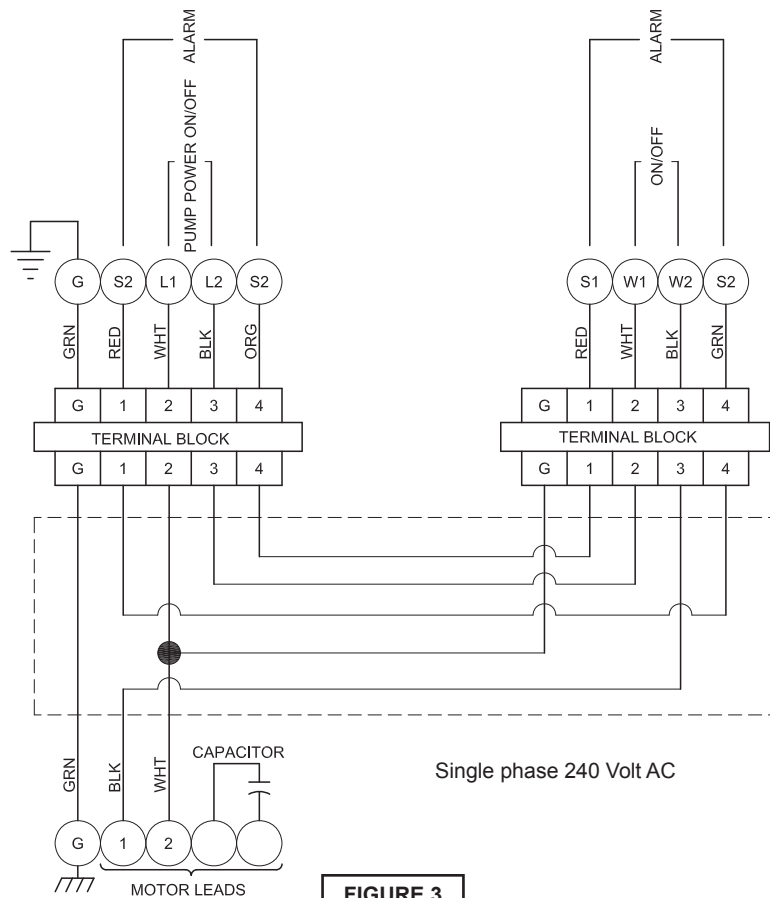 ALARM ALARM
PUMP POWER ON/OFF ON/OFF
G S2 L1 L2 S2 S1 W1 W2 S2
GRN RED WHT BLK ORG RED WHT BLK GRN
G 1 2 3 4 G 1 2 3 4
TERMINAL BLOCK TERMINAL BLOCK
G 1 2 3 4 G 1 2 3 4
GRN BLK WHT CAPACITOR Single phase 240 Volt AC
G 1 2
MOTOR LEADS FIGURE 3